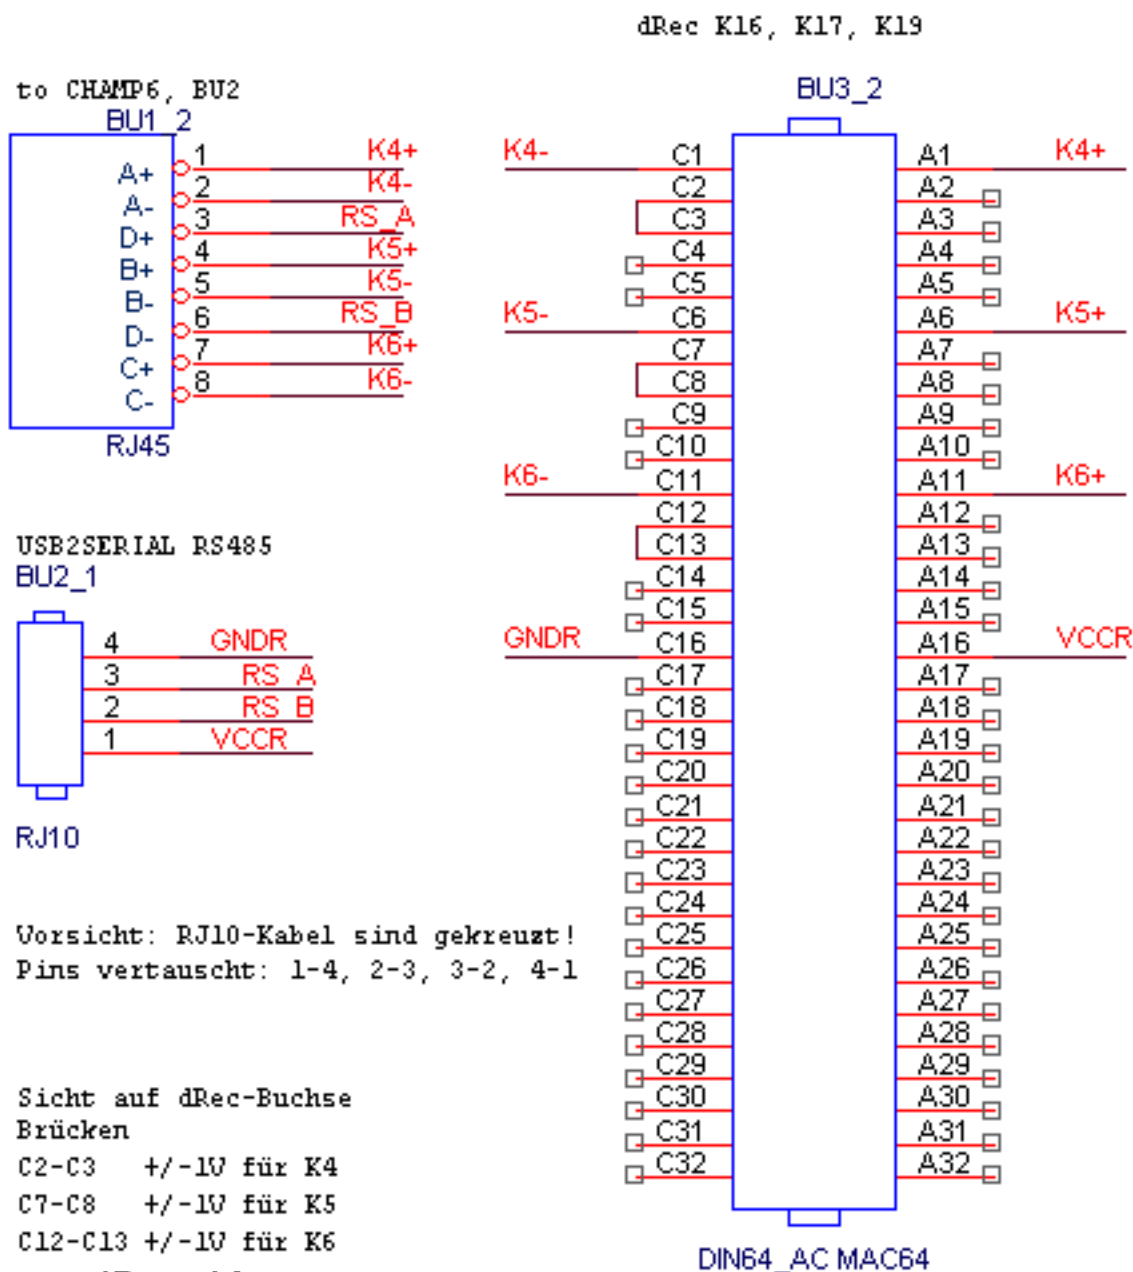 dRec K16, K17, K19
to CHAMP6, BU2
BU1_2
A+ 1 K4+
A- 2 K4-
D+ 3 RS_A
B+ 4 K5+
B- 5 K5-
D- 6 RS_B
C+ 7 K6+
C- 8 K6-
RJ45
USB2SERIAL RS485
BU2_1
4 GNDR
3 RS_A
2 RS_B
1 VCCR
RJ10
Vorsicht: RJ10-Kabel sind gekreuzt!
Pins vertauscht: 1-4, 2-3, 3-2, 4-1
Sicht auf dRec-Buchse
Brücken
C2-C3 +/-1V für K4
C7-C8 +/-1V für K5
C12-C13 +/-1V für K6
BU3_2
K4- C1 A1 K4+
C2 A2
C3 A3
C4 A4
C5 A5
K5- C6 A6 K5+
C7 A7
C8 A8
C9 A9
C10 A10
K6- C11 A11 K6+
C12 A12
C13 A13
C14 A14
C15 A15
GNDR C16 A16 VCCR
C17 A17
C18 A18
C19 A19
C20 A20
C21 A21
C22 A22
C23 A23
C24 A24
C25 A25
C26 A26
C27 A27
C28 A28
C29 A29
C30 A30
C31 A31
C32 A32
DIN64_AC MAC64